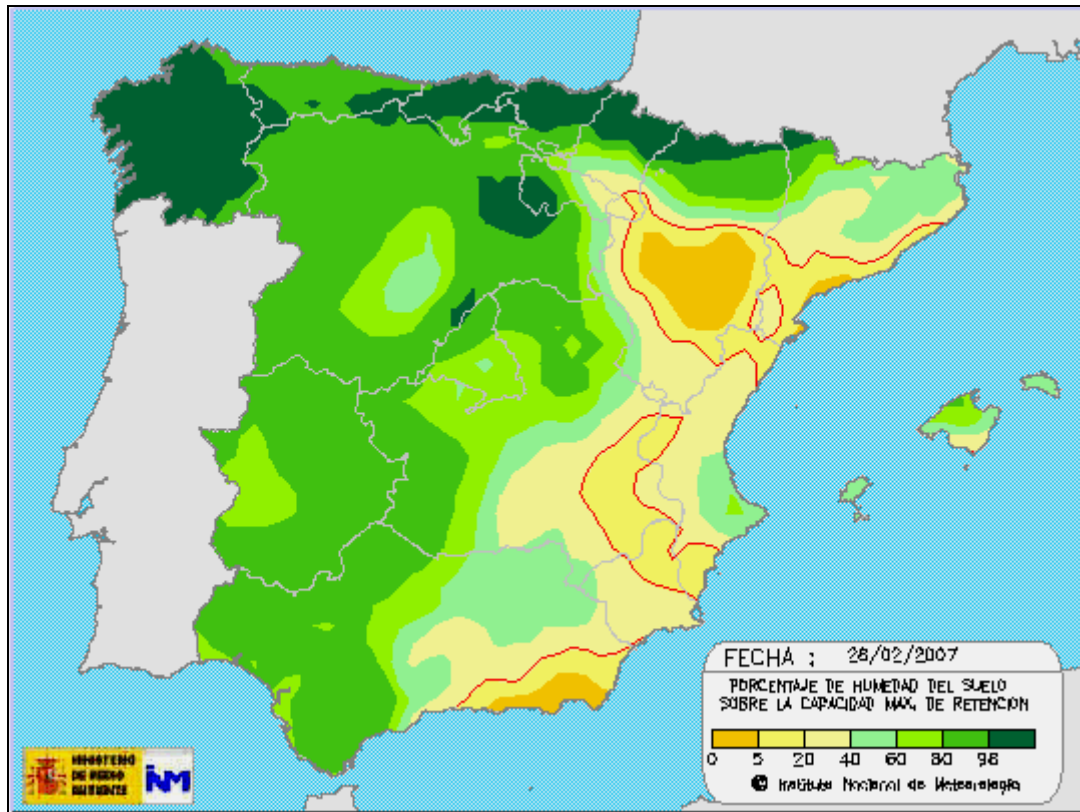 FECHA : 28/02/2007
PORCENTAJE DE HUMEDAD DEL SUELO
SOBRE LA CAPACIDAD MAX. DE RETENCION
0 5 20 40 60 80 98
© Instituto Nacional de Meteorología
MINISTERIO
DE MEDIO
AMBIENTE
INM